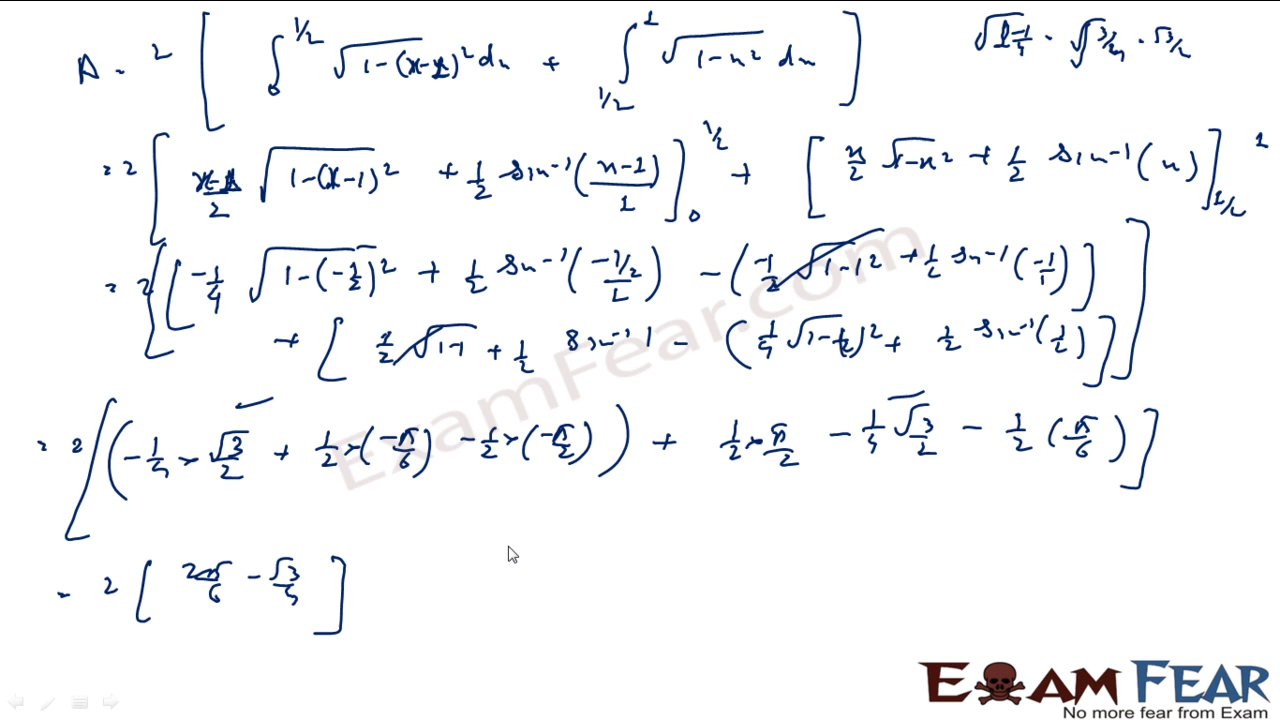 A = 2 [ ∫₀^{1/2} √1-(x-1)² dx + ∫_{1/2}^{1} √1-x² dx ] √1-1/4 = √3/4 = √3/2
= 2 [ x-1/2 √1-(x-1)² + 1/2 sin⁻¹(x-1/1) ]₀^{1/2} + [ x/2 √1-x² + 1/2 sin⁻¹(x) ]_{1/2}^{1}
= 2 [ [ -1/4 √1-(-1/2)² + 1/2 sin⁻¹(-1/2/1) - (-1/2 √1-1² + 1/2 sin⁻¹(-1/1) ]
+ [ 1/2 √1-1 + 1/2 sin⁻¹ 1 - (1/4 √1-1/2)² + 1/2 sin⁻¹(1/2) ] ]
= 2 [ (-1/4 × √3/2 + 1/2 × (-π/6) - 1/2 × (-π/2) ) + 1/2 × π/2 - 1/4 √3/2 - 1/2 (π/6) ]
= 2 [ 2π/6 - √3/4 ]
ExamFear.com
EXAMFEAR
No more fear from Exam